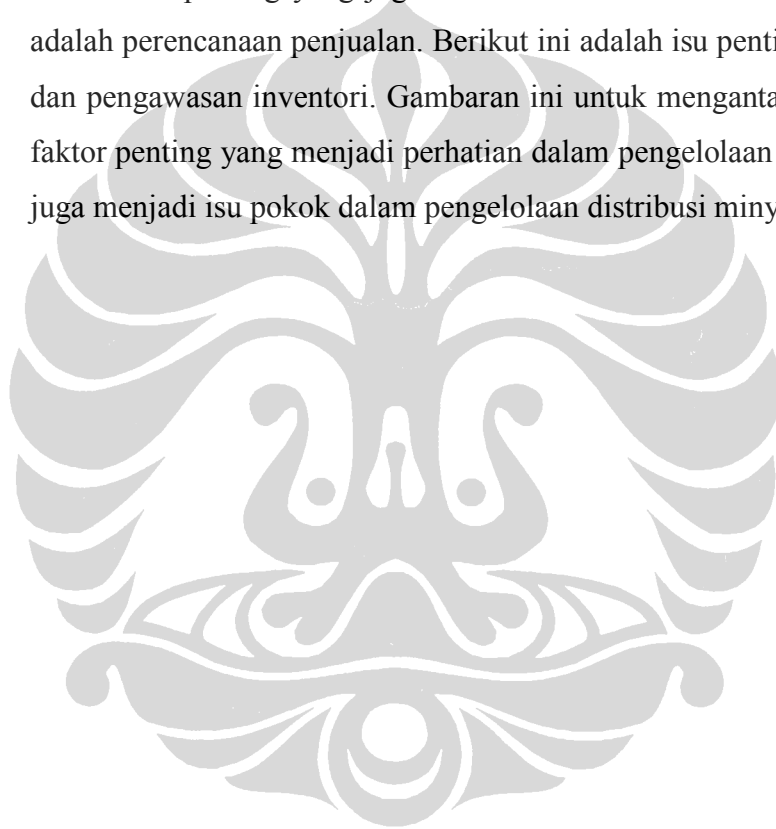 adalah perencanaan penjualan. Berikut ini adalah isu penti
dan pengawasan inventori. Gambaran ini untuk menganta
faktor penting yang menjadi perhatian dalam pengelolaan
juga menjadi isu pokok dalam pengelolaan distribusi miny